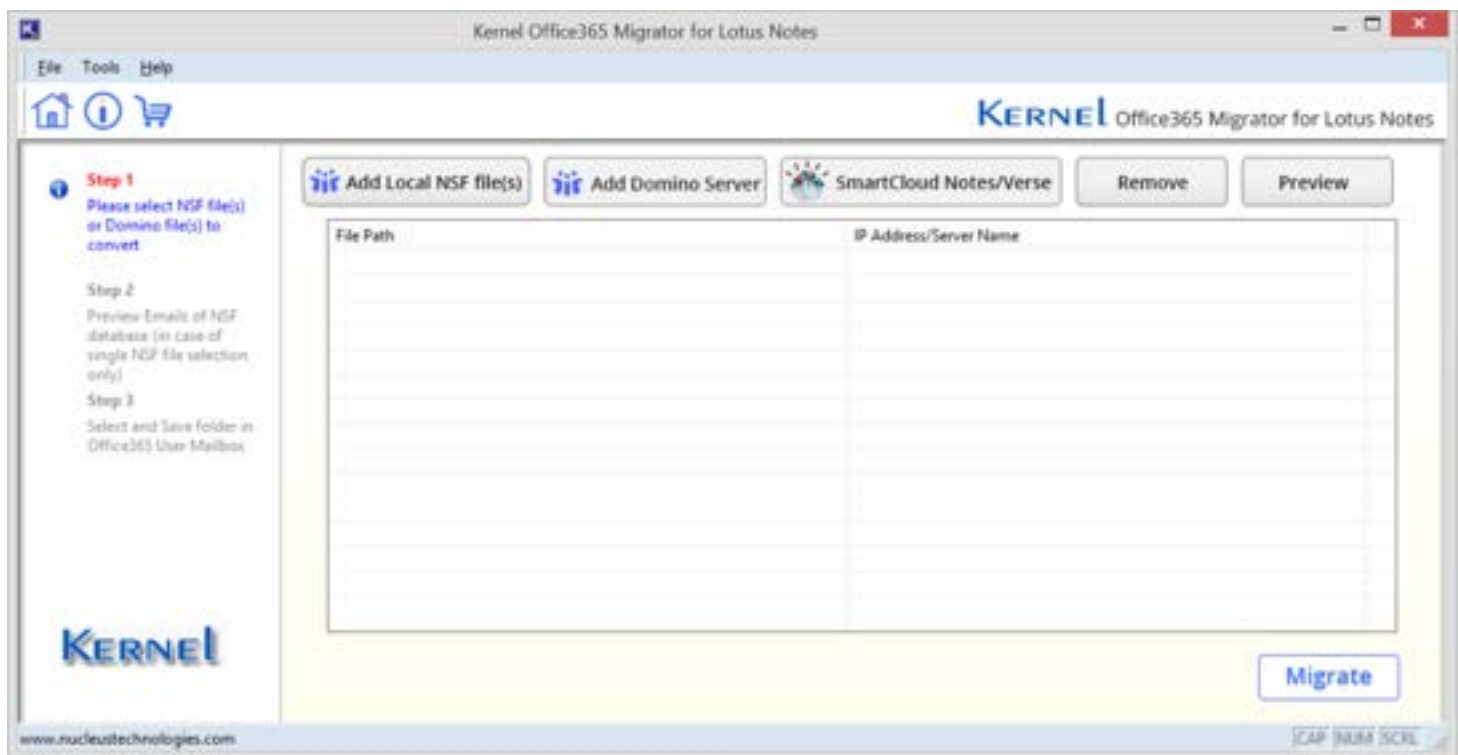 Kernel Office365 Migrator for Lotus Notes
File Tools Help
KERNEL Office365 Migrator for Lotus Notes
Step 1
Please select NSF file(s)
or Domino file(s) to
convert
Step 2
Preview Emails of NSF
database (in case of
single NSF file selection
only)
Step 3
Select and Save folder in
Office365 User Mailbox
Add Local NSF file(s) Add Domino Server SmartCloud Notes/Verse Remove Preview
File Path IP Address/Server Name
KERNEL
Migrate
www.nucleustechnologies.com CAP NUM SCRL